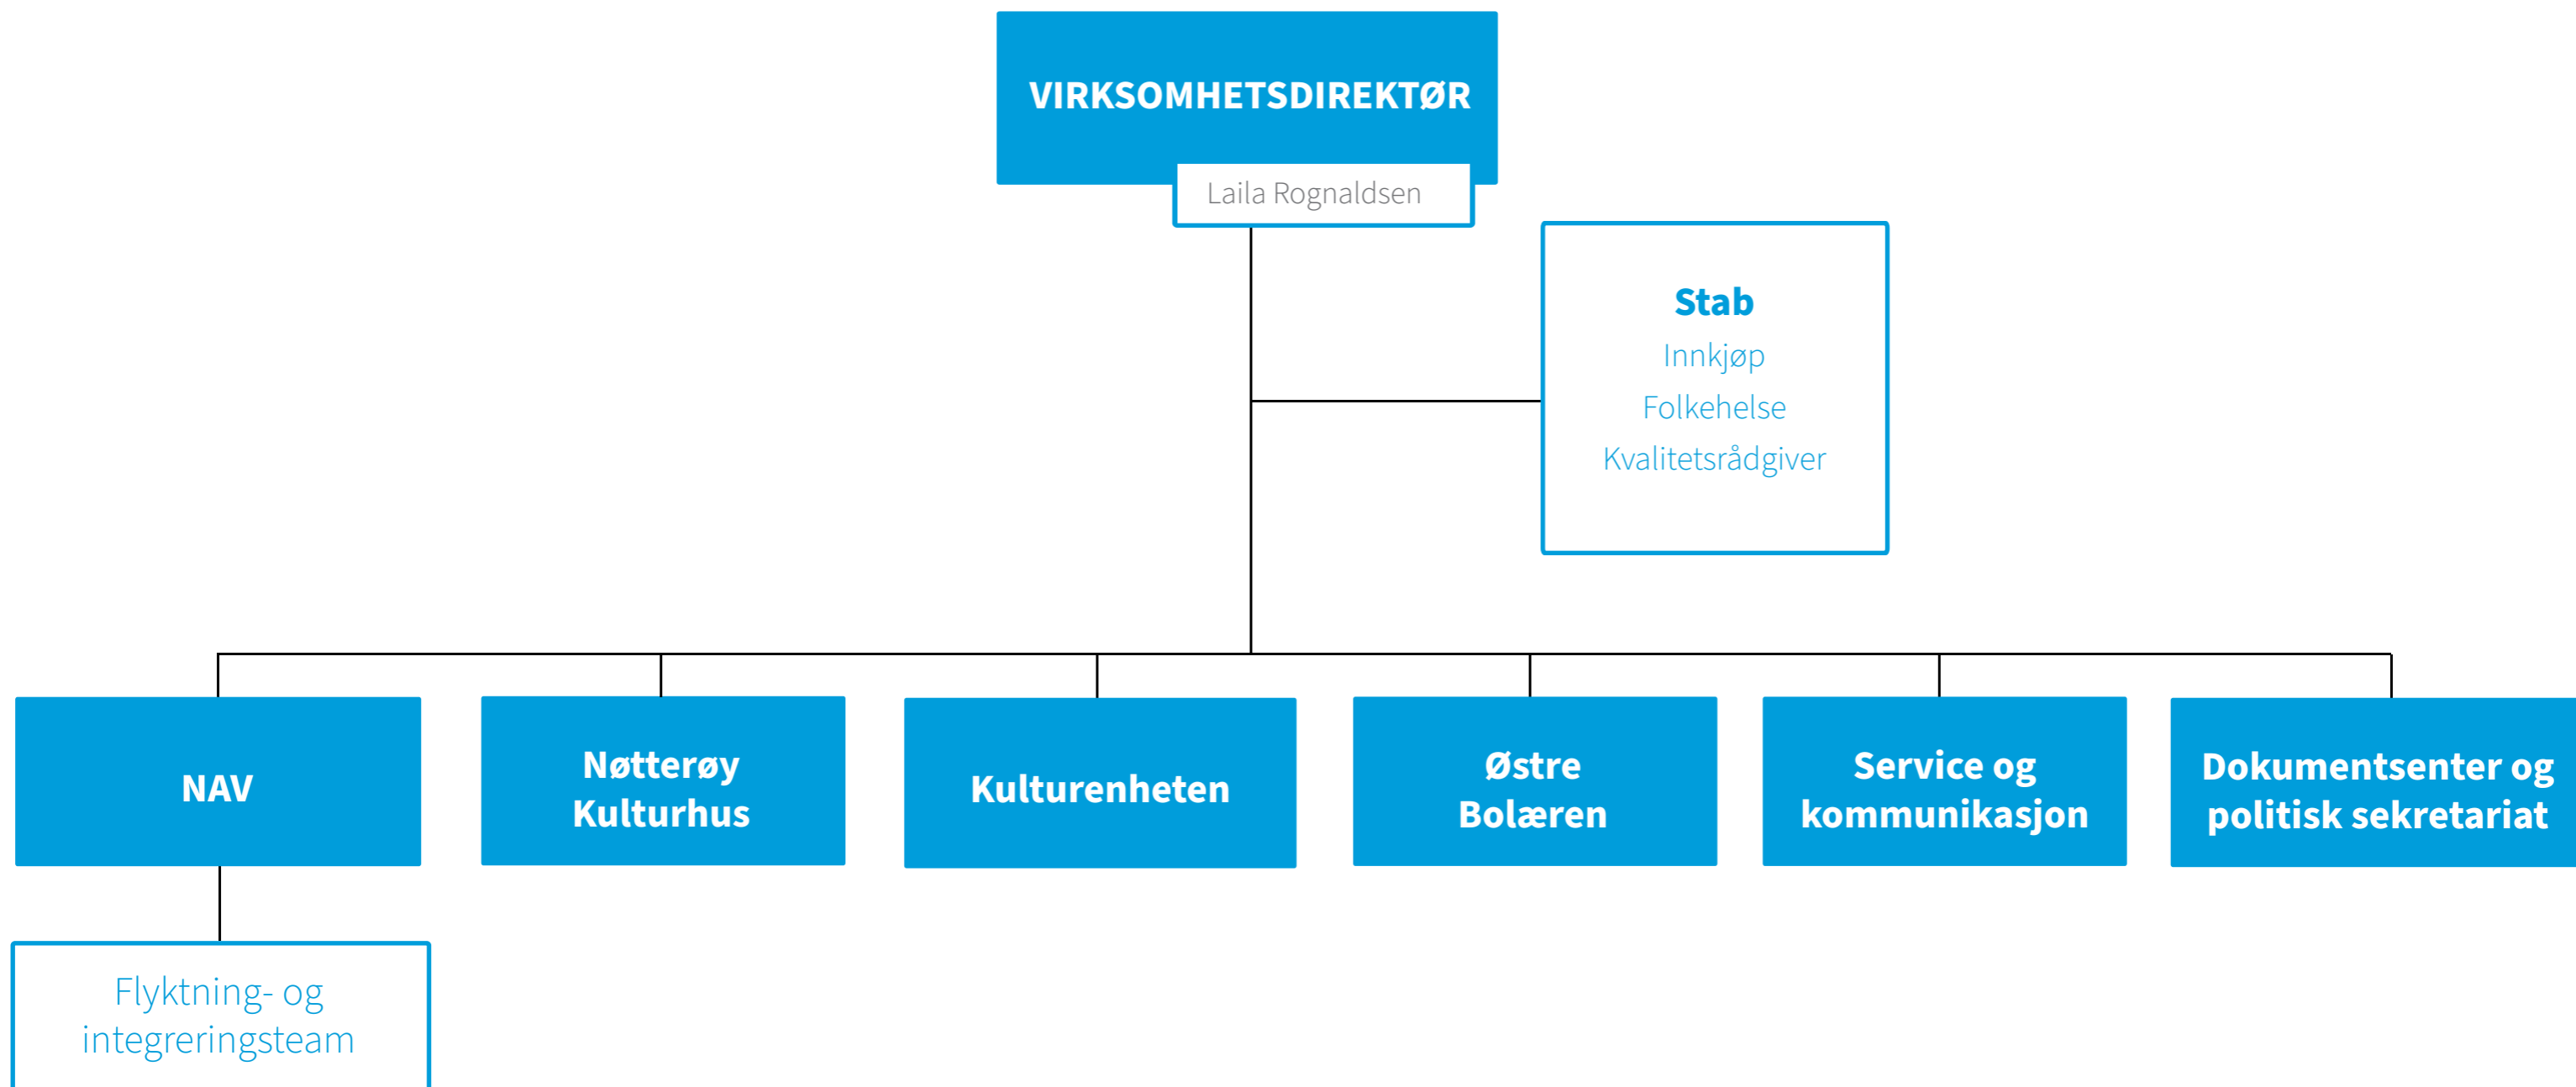 VIRKSOMHETSDIREKTØR
Laila Rognaldsen
Stab
Innkjøp
Folkehelse
Kvalitetsrådgiver
NAV
Nøtterøy
Kulturhus
Kulturenheten
Østre
Bolæren
Service og
kommunikasjon
Dokumentsenter og
politisk sekretariat
Flyktning- og
integreringsteam